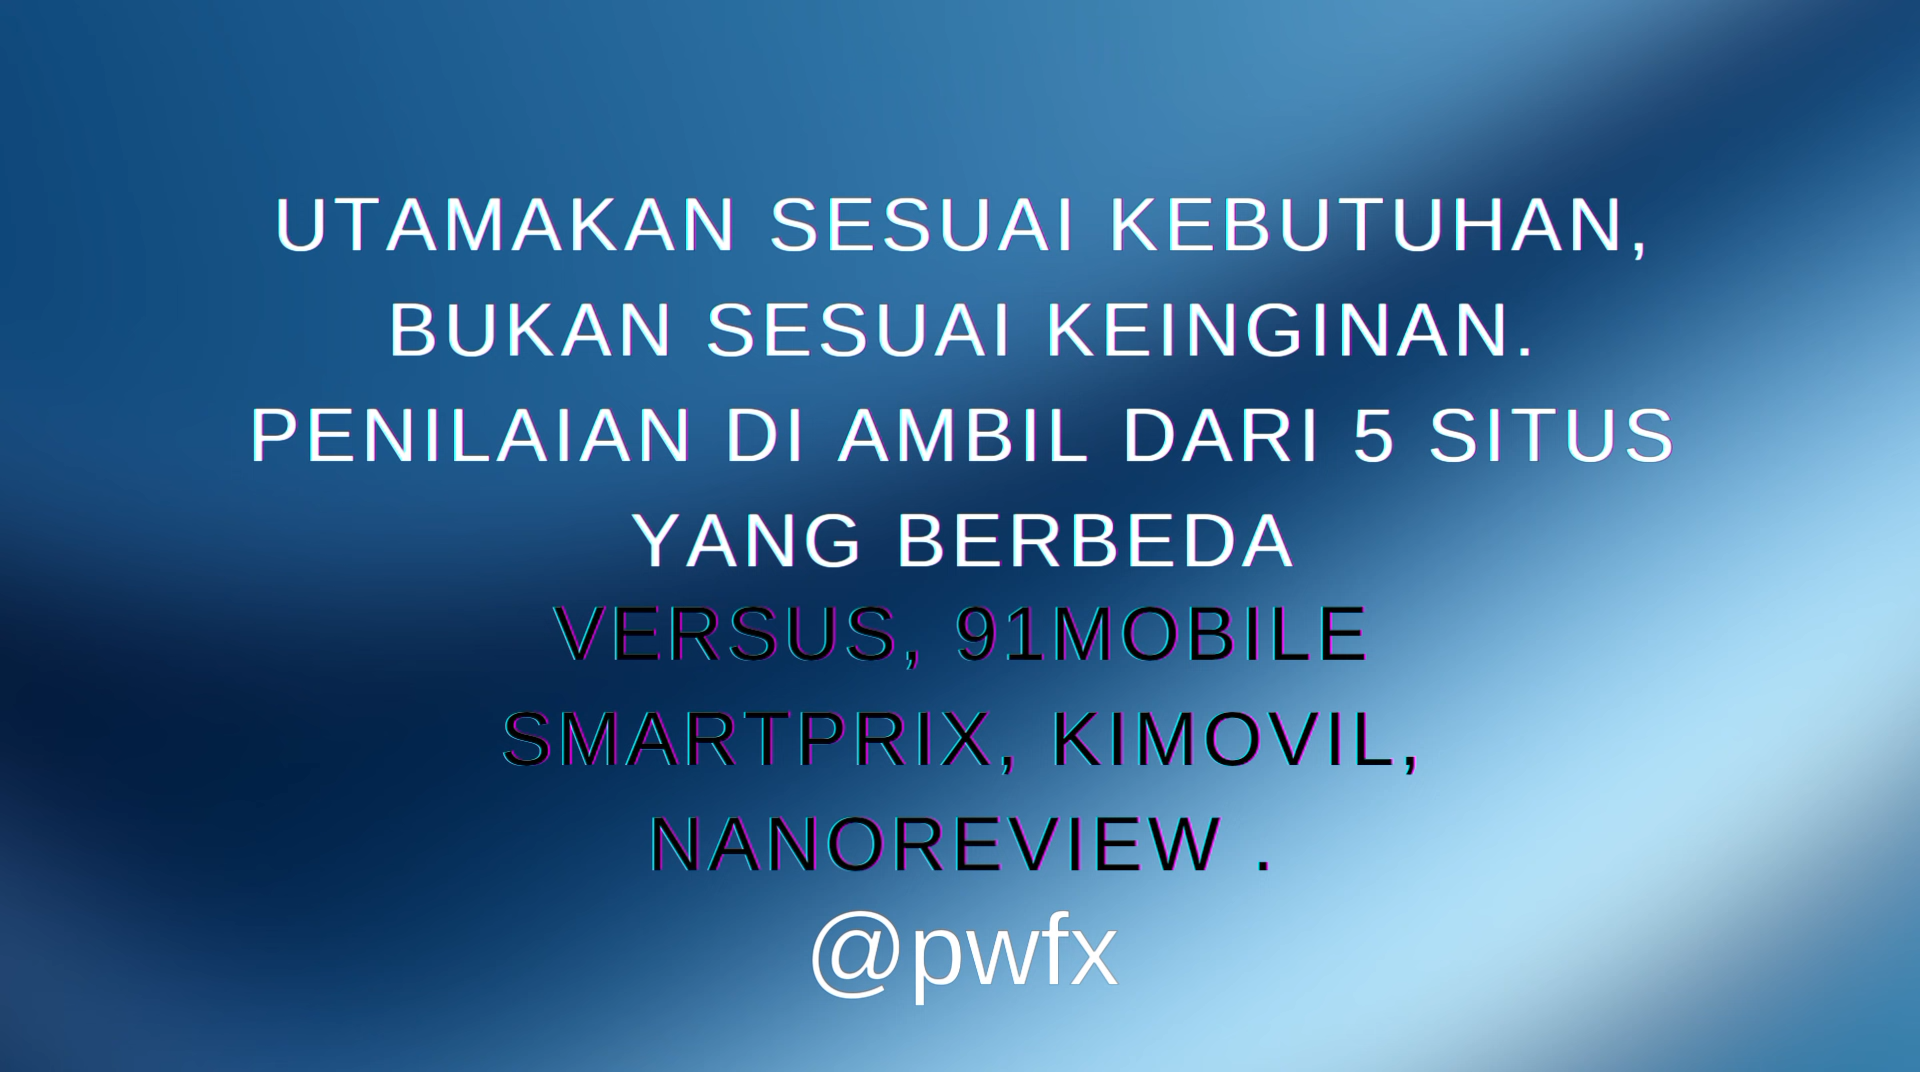 UTAMAKAN SESUAI KEBUTUHAN,
BUKAN SESUAI KEINGINAN.
PENILAIAN DI AMBIL DARI 5 SITUS
YANG BERBEDA
VERSUS, 91MOBILE
SMARTPRIX, KIMOVIL,
NANOREVIEW .
@pwfx